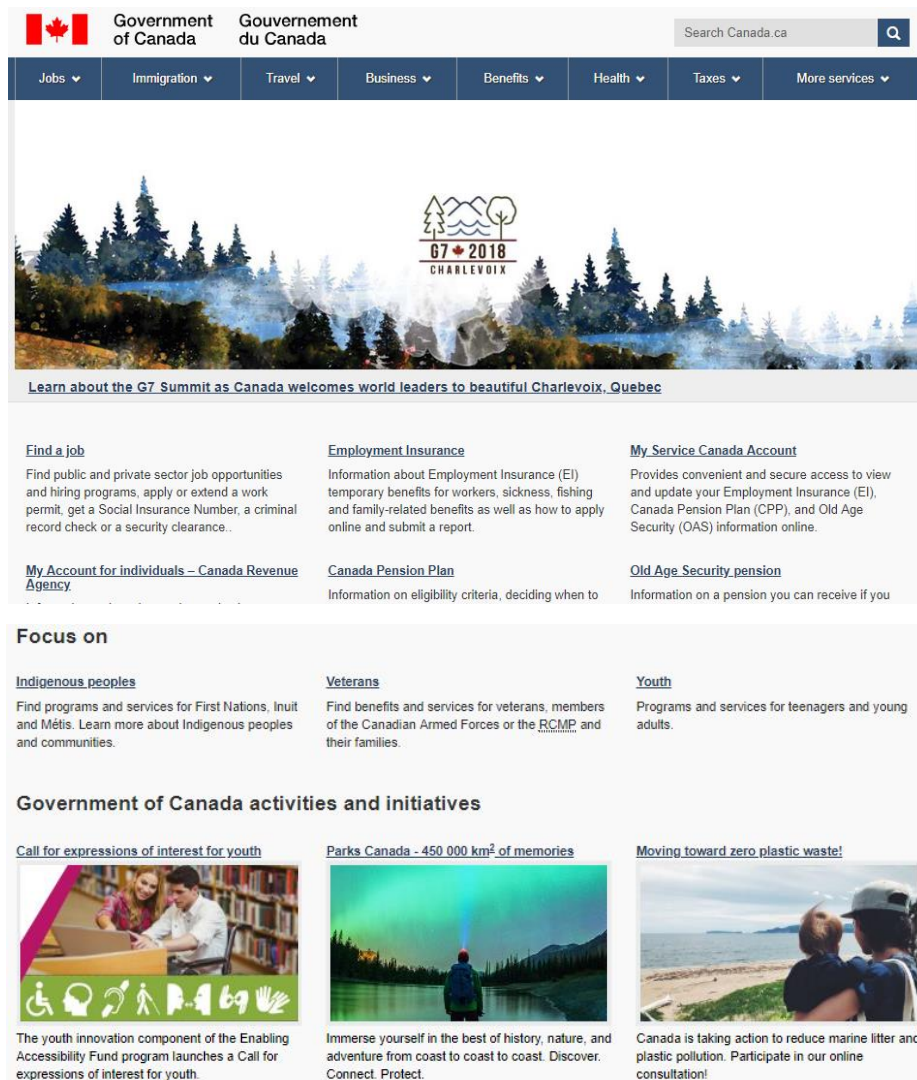 Government of Canada
Gouvernement du Canada
Search Canada.ca
Jobs Immigration Travel Business Benefits Health Taxes More services
G7 2018
CHARLEVOIX
Learn about the G7 Summit as Canada welcomes world leaders to beautiful Charlevoix, Quebec
Find a job
Find public and private sector job opportunities
and hiring programs, apply or extend a work
permit, get a Social Insurance Number, a criminal
record check or a security clearance..
Employment Insurance
Information about Employment Insurance (EI)
temporary benefits for workers, sickness, fishing
and family-related benefits as well as how to apply
online and submit a report.
My Service Canada Account
Provides convenient and secure access to view
and update your Employment Insurance (EI),
Canada Pension Plan (CPP), and Old Age
Security (OAS) information online.
My Account for individuals – Canada Revenue
Agency
Canada Pension Plan
Information on eligibility criteria, deciding when to
Old Age Security pension
Information on a pension you can receive if you
Focus on
Indigenous peoples
Find programs and services for First Nations, Inuit
and Métis. Learn more about Indigenous peoples
and communities.
Veterans
Find benefits and services for veterans, members
of the Canadian Armed Forces or the RCMP and
their families.
Youth
Programs and services for teenagers and young
adults.
Government of Canada activities and initiatives
Call for expressions of interest for youth
The youth innovation component of the Enabling
Accessibility Fund program launches a Call for
expressions of interest for youth.
Parks Canada - 450 000 km² of memories
Immerse yourself in the best of history, nature, and
adventure from coast to coast to coast. Discover.
Connect. Protect.
Moving toward zero plastic waste!
Canada is taking action to reduce marine litter and
plastic pollution. Participate in our online
consultation!